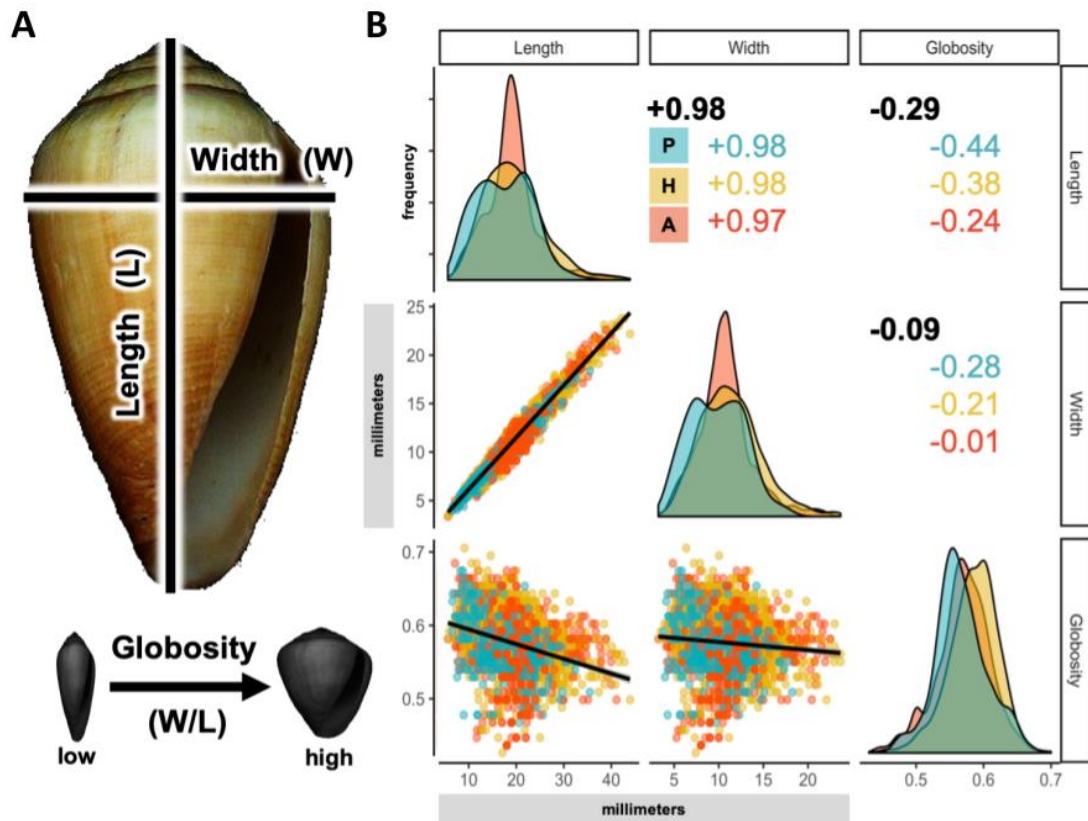 A
Width (W)
Length (L)
Globosity
(W/L)
low
high
B
Length
Width
Globosity
frequency
+0.98
P
+0.98
H
+0.98
A
+0.97
-0.29
-0.44
-0.38
-0.24
Length
millimeters
25
20
15
10
5
-0.09
-0.28
-0.21
-0.01
Width
0.7
0.6
0.5
Globosity
10
20
30
40
5
10
15
20
0.5
0.6
0.7
millimeters